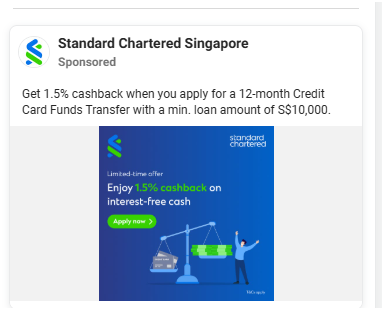 Standard Chartered Singapore
Sponsored
Get 1.5% cashback when you apply for a 12-month Credit
Card Funds Transfer with a min. loan amount of S$10,000.
standard
chartered
Limited-time offer
Enjoy 1.5% cashback on
interest-free cash
Apply now >
T&Cs apply